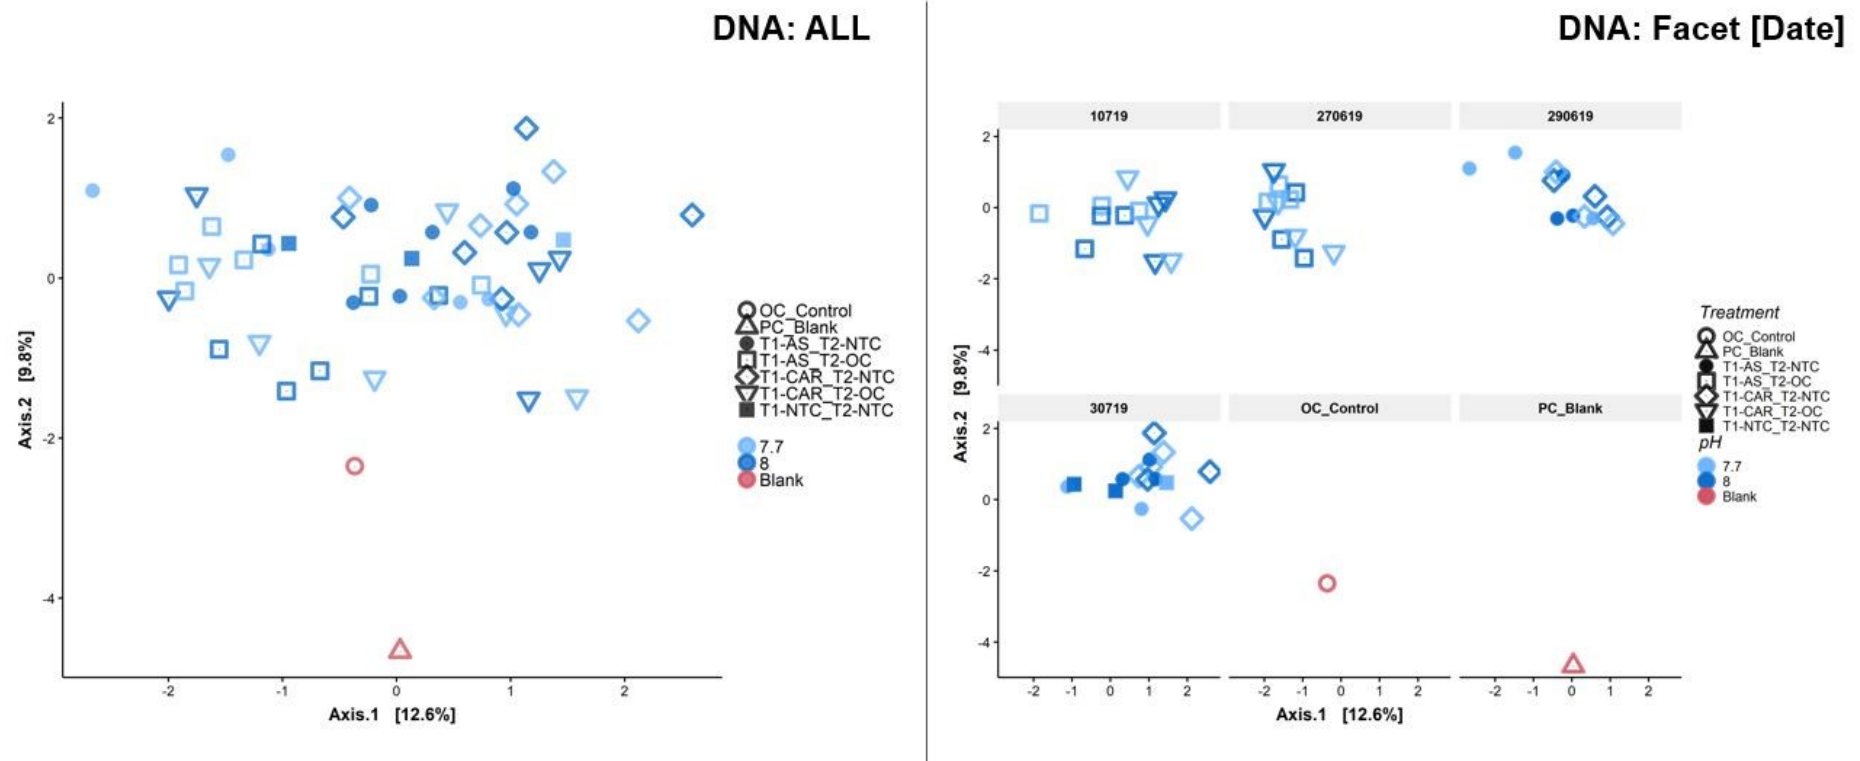 DNA: ALL
2
0
-2
-4
-2
-1
0
1
2
Axis.2 [9.8%]
Axis.1 [12.6%]
OC_Control
PC_Blank
T1-AS_T2-NTC
T1-AS_T2-OC
T1-CAR_T2-NTC
T1-CAR_T2-OC
T1-NTC_T2-NTC
7.7
8
Blank
DNA: Facet [Date]
10719
270619
290619
2
0
-2
-4
30719
OC_Control
PC_Blank
2
0
-2
-4
-2
-1
0
1
2
-2
-1
0
1
2
-2
-1
0
1
2
Axis.2 [9.8%]
Axis.1 [12.6%]
Treatment
OC_Control
PC_Blank
T1-AS_T2-NTC
T1-AS_T2-OC
T1-CAR_T2-NTC
T1-CAR_T2-OC
T1-NTC_T2-NTC
pH
7.7
8
Blank